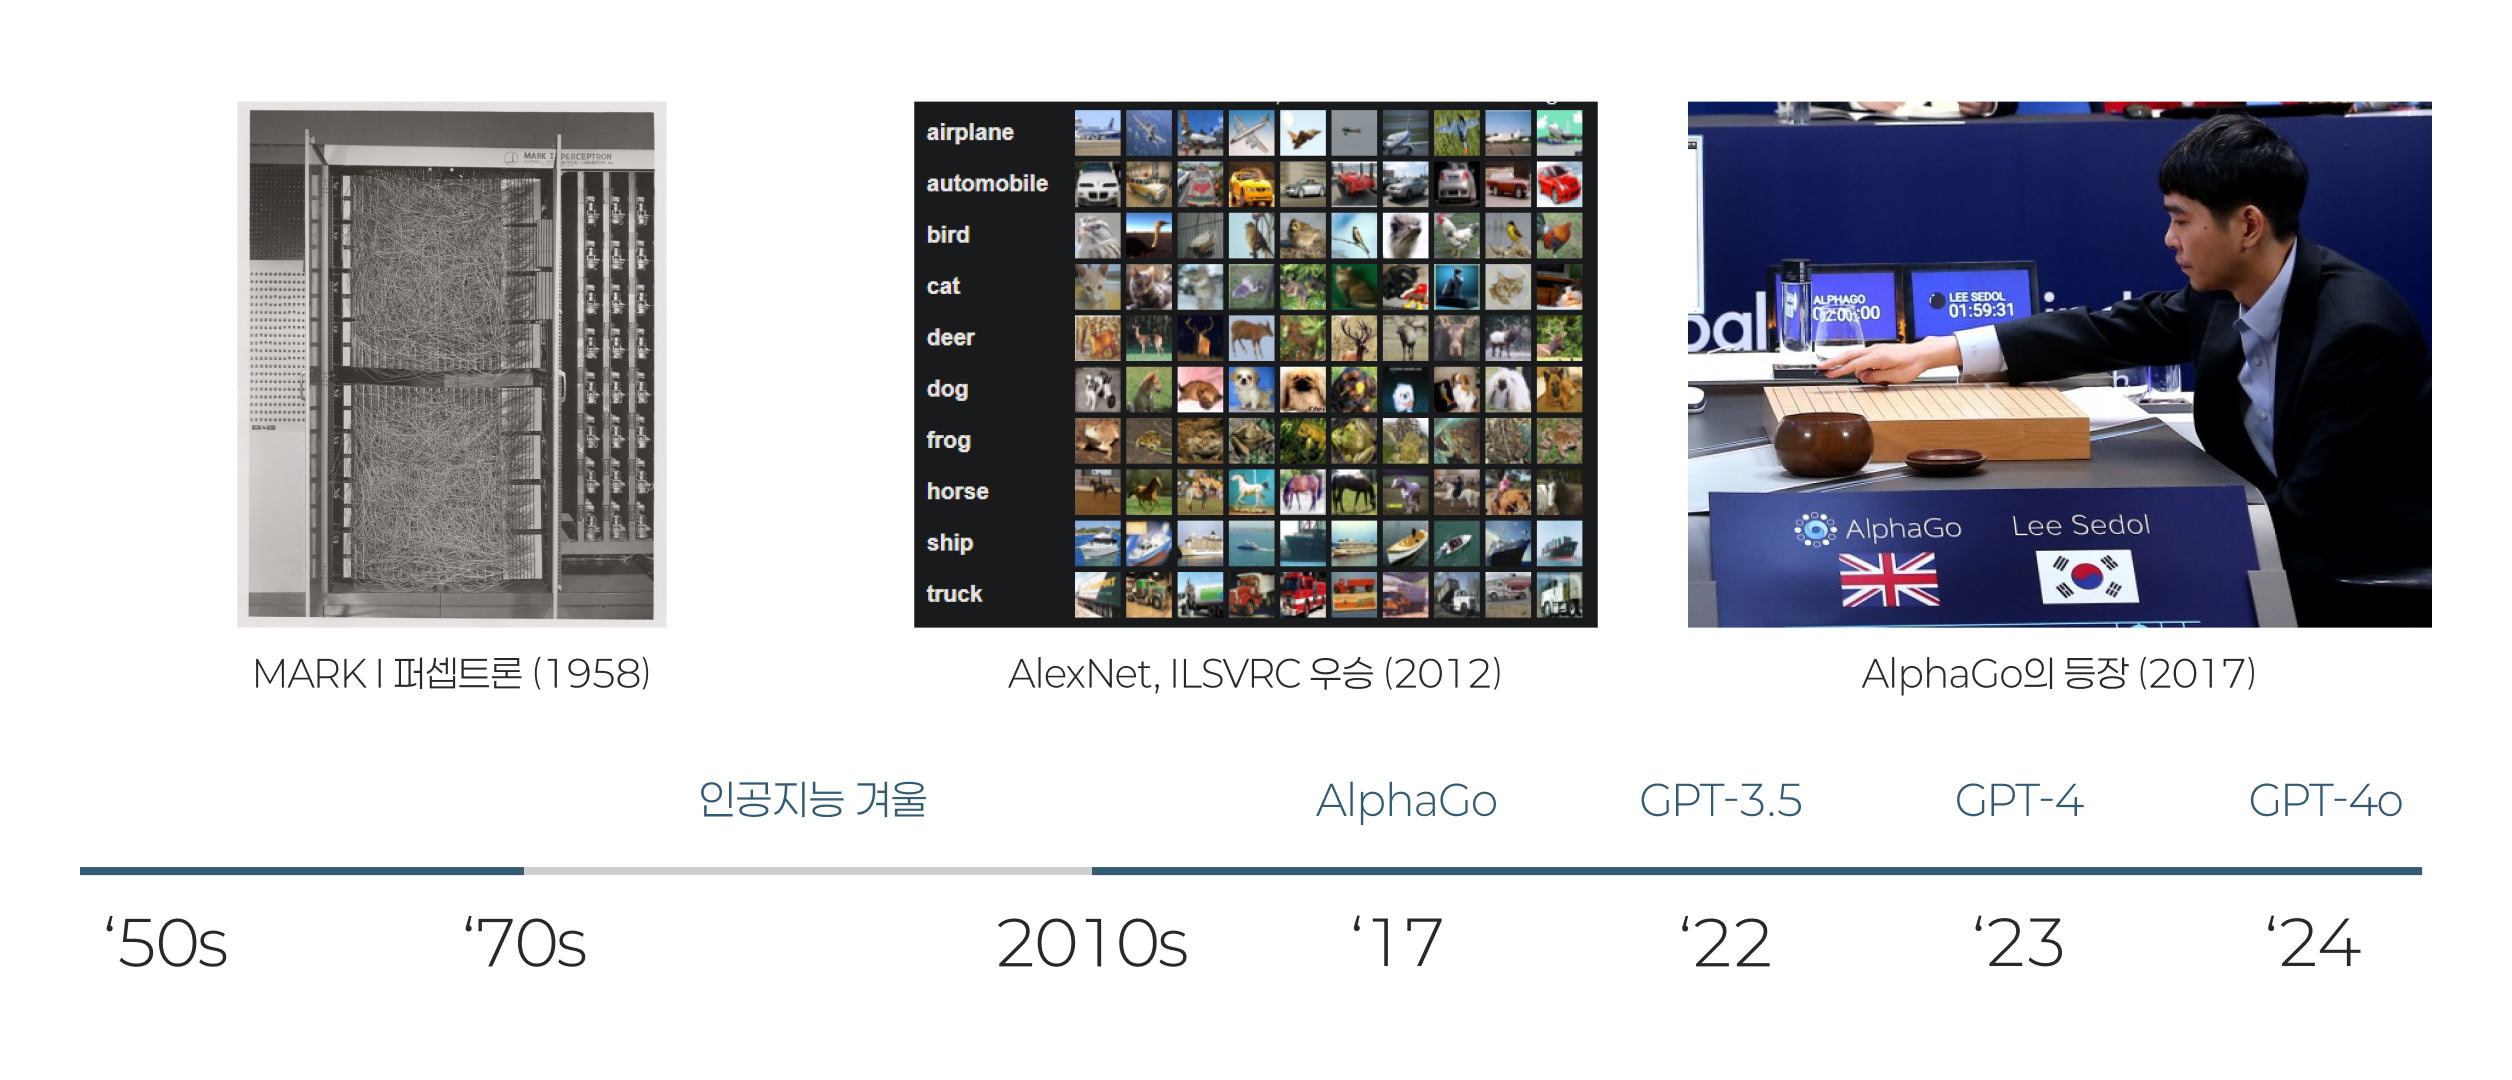 MARK I PERCEPTRON
airplane
automobile
bird
cat
deer
dog
frog
horse
ship
truck
ALPHAGO
LEE SEDOL
01:59:31
AlphaGo
Lee Sedol
MARK I 퍼셉트론 (1958)
AlexNet, ILSVRC 우승 (2012)
AlphaGo의 등장 (2017)
인공지능 겨울
AlphaGo
GPT-3.5
GPT-4
GPT-4o
‘50s
‘70s
2010s
‘17
‘22
‘23
‘24